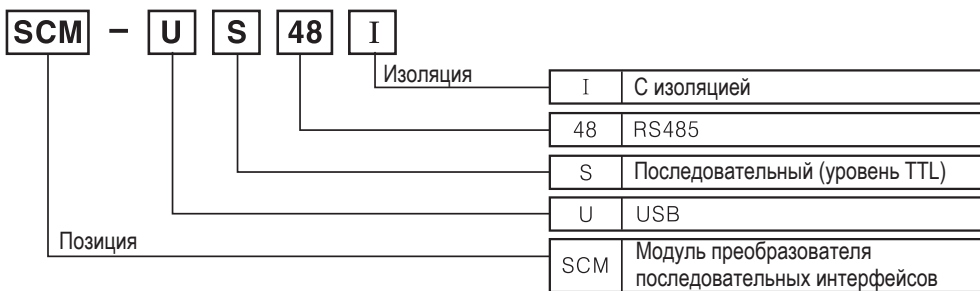 SCM - U S 48 I
Изоляция
I С изоляцией
48 RS485
S Последовательный (уровень TTL)
U USB
Позиция
SCM Модуль преобразователя
последовательных интерфейсов